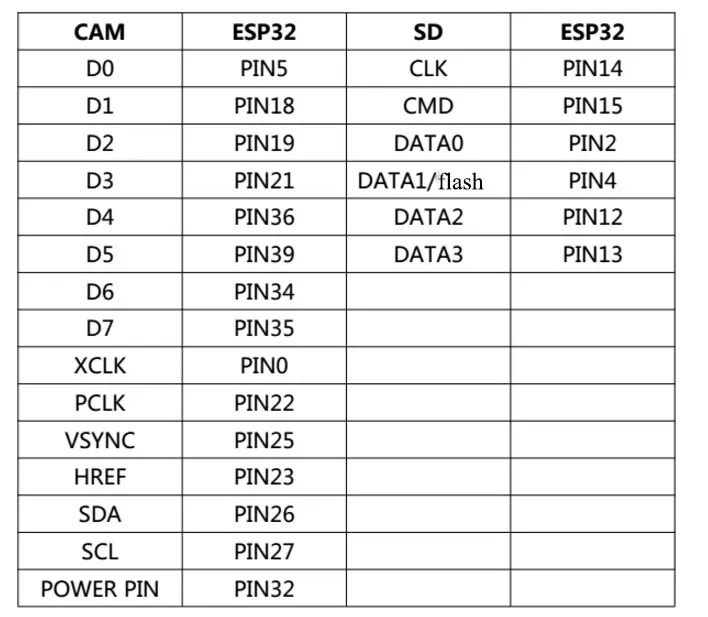 CAM ESP32 SD ESP32
D0 PIN5 CLK PIN14
D1 PIN18 CMD PIN15
D2 PIN19 DATA0 PIN2
D3 PIN21 DATA1/flash PIN4
D4 PIN36 DATA2 PIN12
D5 PIN39 DATA3 PIN13
D6 PIN34
D7 PIN35
XCLK PIN0
PCLK PIN22
VSYNC PIN25
HREF PIN23
SDA PIN26
SCL PIN27
POWER PIN PIN32